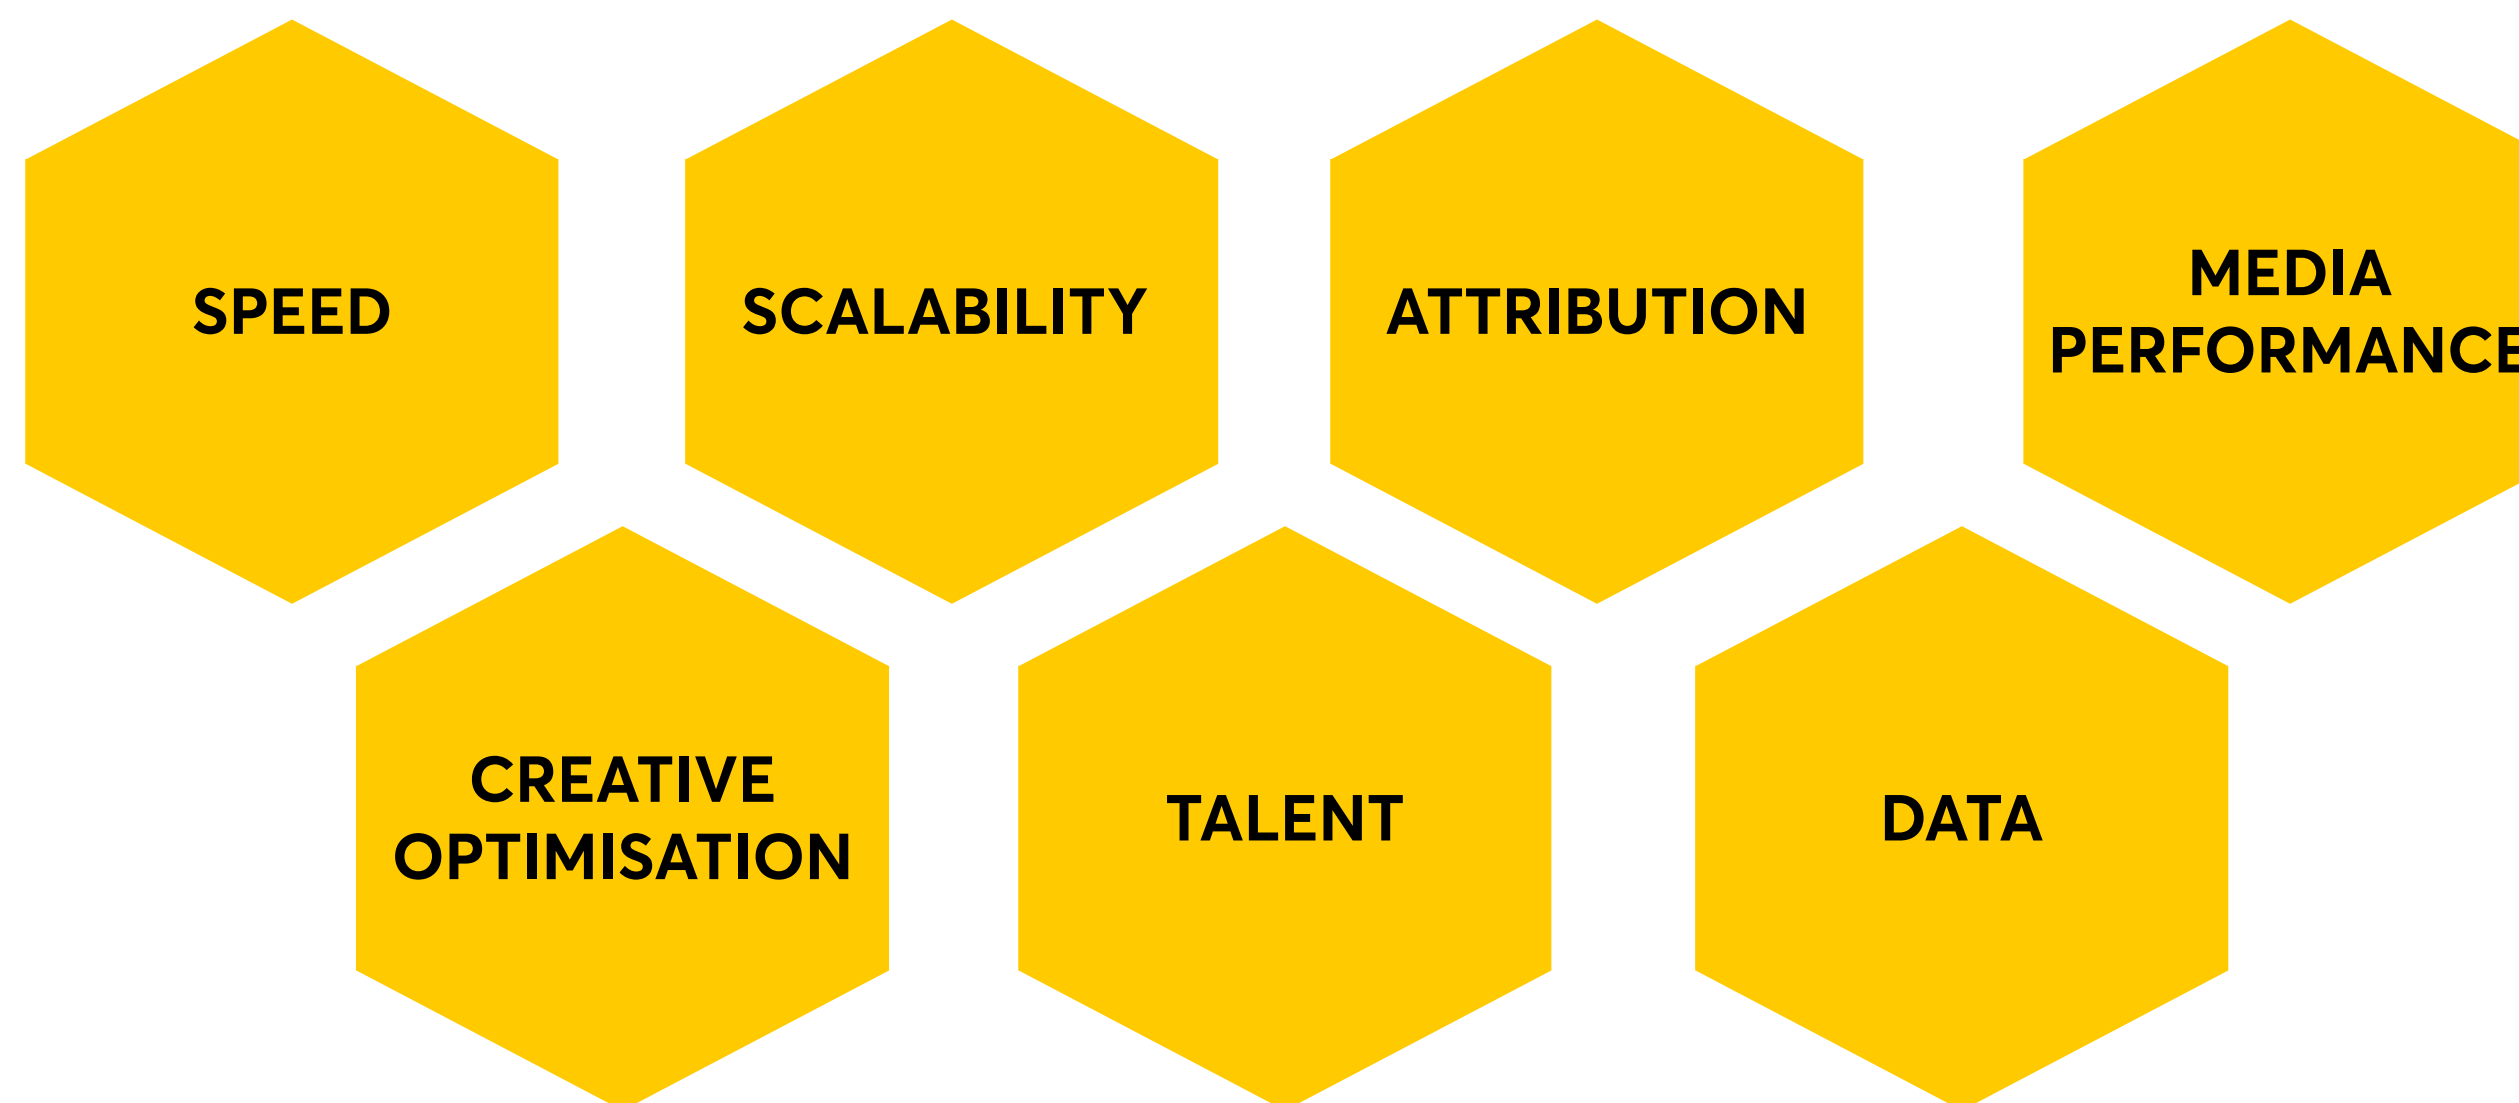 SPEED
SCALABILITY
ATTRIBUTION
MEDIA
PERFORMANCE
CREATIVE
OPTIMISATION
TALENT
DATA